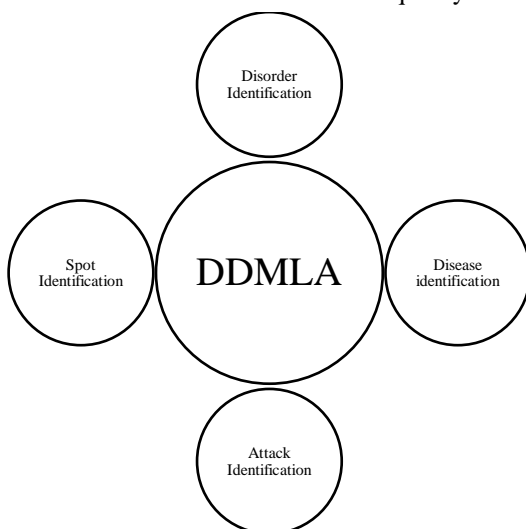 Disorder
Identification
Spot
Identification
DDMLA
Disease
identification
Attack
Identification